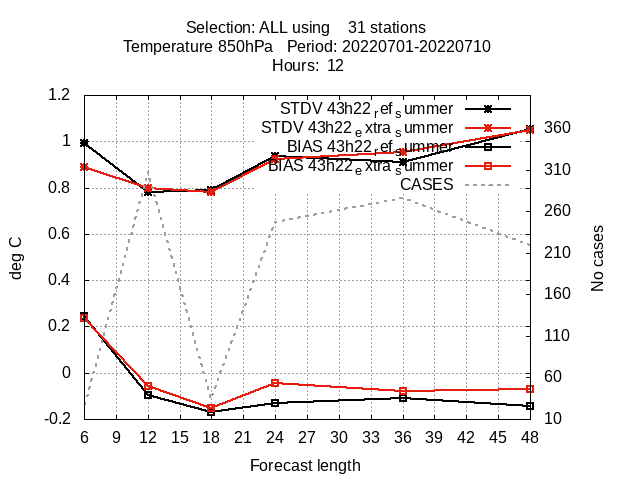 Selection: ALL using    31 stations
Temperature 850hPa   Period: 20220701-20220710
Hours:  12
STDV 43h22_ref_summer
STDV 43h22_extra_summer
BIAS 43h22_ref_summer
BIAS 43h22_extra_summer
CASES
1.2
1
0.8
0.6
0.4
0.2
0
-0.2
deg C
360
310
260
210
160
110
60
10
No cases
6 9 12 15 18 21 24 27 30 33 36 39 42 45 48
Forecast length